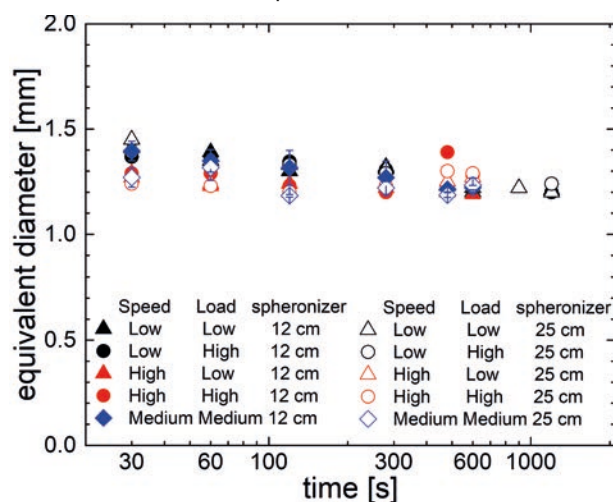 2.0
1.5
1.0
0.5
0.0
equivalent diameter [mm]
Speed Load spheronizer Speed Load spheronizer
Low Low 12 cm Low Low 25 cm
Low High 12 cm Low High 25 cm
High Low 12 cm High Low 25 cm
High High 12 cm High High 25 cm
Medium Medium 12 cm Medium Medium 25 cm
30 60 100 300 600 1000
time [s]